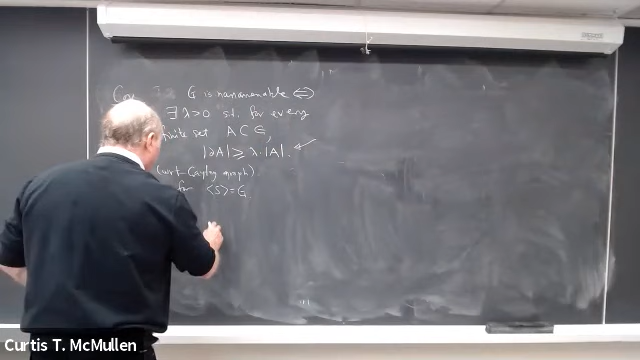 Cor G is nonamenable ⇔
∃ λ>0 s.t. for every
finite set A ⊂ G,
|∂A| ≥ λ·|A|.
(wrt Cayley graph)
for <S>=G.
Curtis T. McMullen